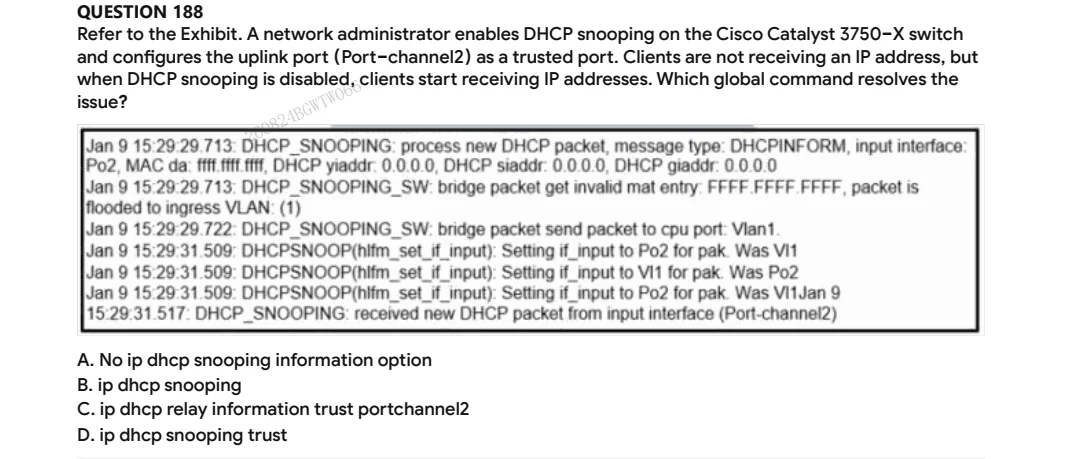 QUESTION 188
Refer to the Exhibit. A network administrator enables DHCP snooping on the Cisco Catalyst 3750-X switch
and configures the uplink port (Port-channel2) as a trusted port. Clients are not receiving an IP address, but
when DHCP snooping is disabled, clients start receiving IP addresses. Which global command resolves the
issue?
Jan 9 15:29:29.713: DHCP_SNOOPING: process new DHCP packet, message type: DHCPINFORM, input interface:
Po2, MAC da: ffff.ffff.ffff, DHCP yiaddr: 0.0.0.0, DHCP siaddr: 0.0.0.0, DHCP giaddr: 0.0.0.0
Jan 9 15:29:29.713: DHCP_SNOOPING_SW: bridge packet get invalid mat entry: FFFF.FFFF.FFFF, packet is
flooded to ingress VLAN: (1)
Jan 9 15:29:29.722: DHCP_SNOOPING_SW: bridge packet send packet to cpu port: Vlan1.
Jan 9 15:29:31.509: DHCPSNOOP(hlfm_set_if_input): Setting if_input to Po2 for pak. Was Vl1
Jan 9 15:29:31.509: DHCPSNOOP(hlfm_set_if_input): Setting if_input to Vl1 for pak. Was Po2
Jan 9 15:29:31.509: DHCPSNOOP(hlfm_set_if_input): Setting if_input to Po2 for pak. Was Vl1Jan 9
15:29:31.517: DHCP_SNOOPING: received new DHCP packet from input interface (Port-channel2)
A. No ip dhcp snooping information option
B. ip dhcp snooping
C. ip dhcp relay information trust portchannel2
D. ip dhcp snooping trust